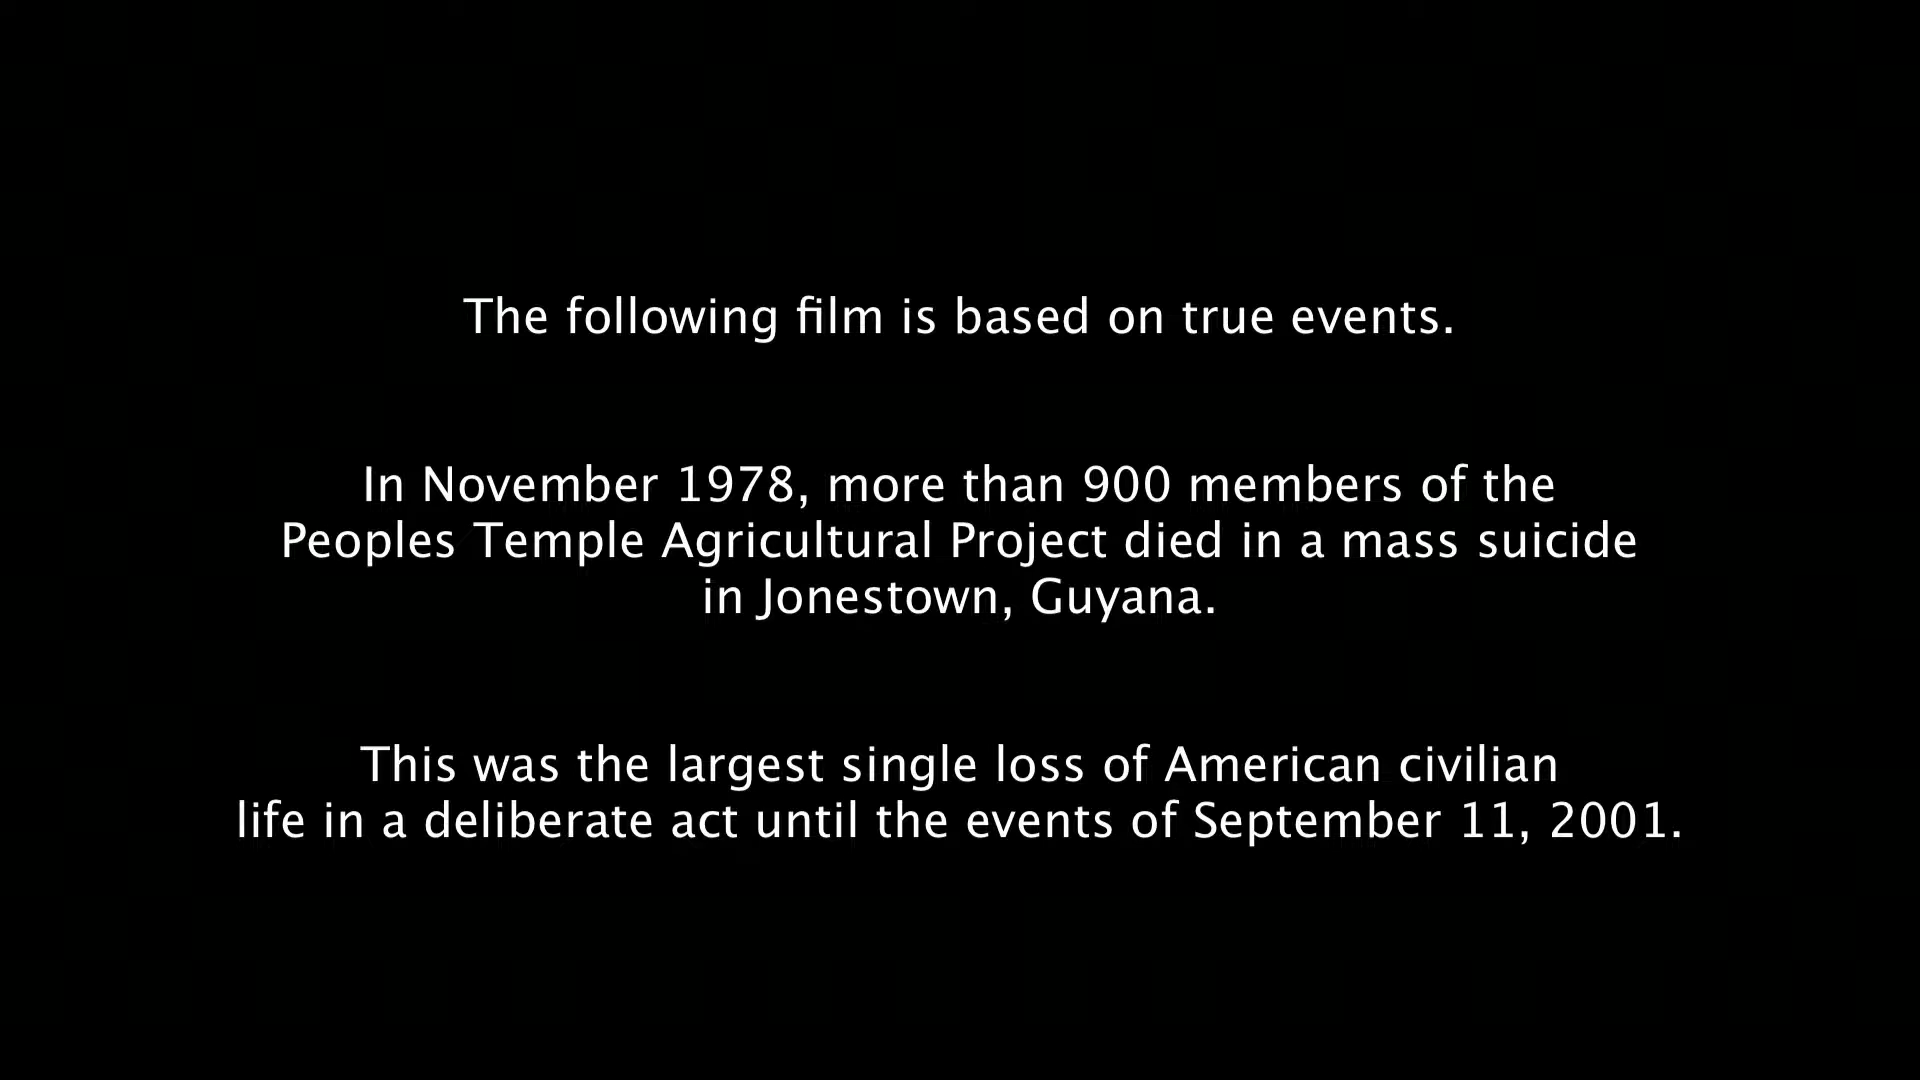 The following film is based on true events.
In November 1978, more than 900 members of the
Peoples Temple Agricultural Project died in a mass suicide
in Jonestown, Guyana.
This was the largest single loss of American civilian
life in a deliberate act until the events of September 11, 2001.